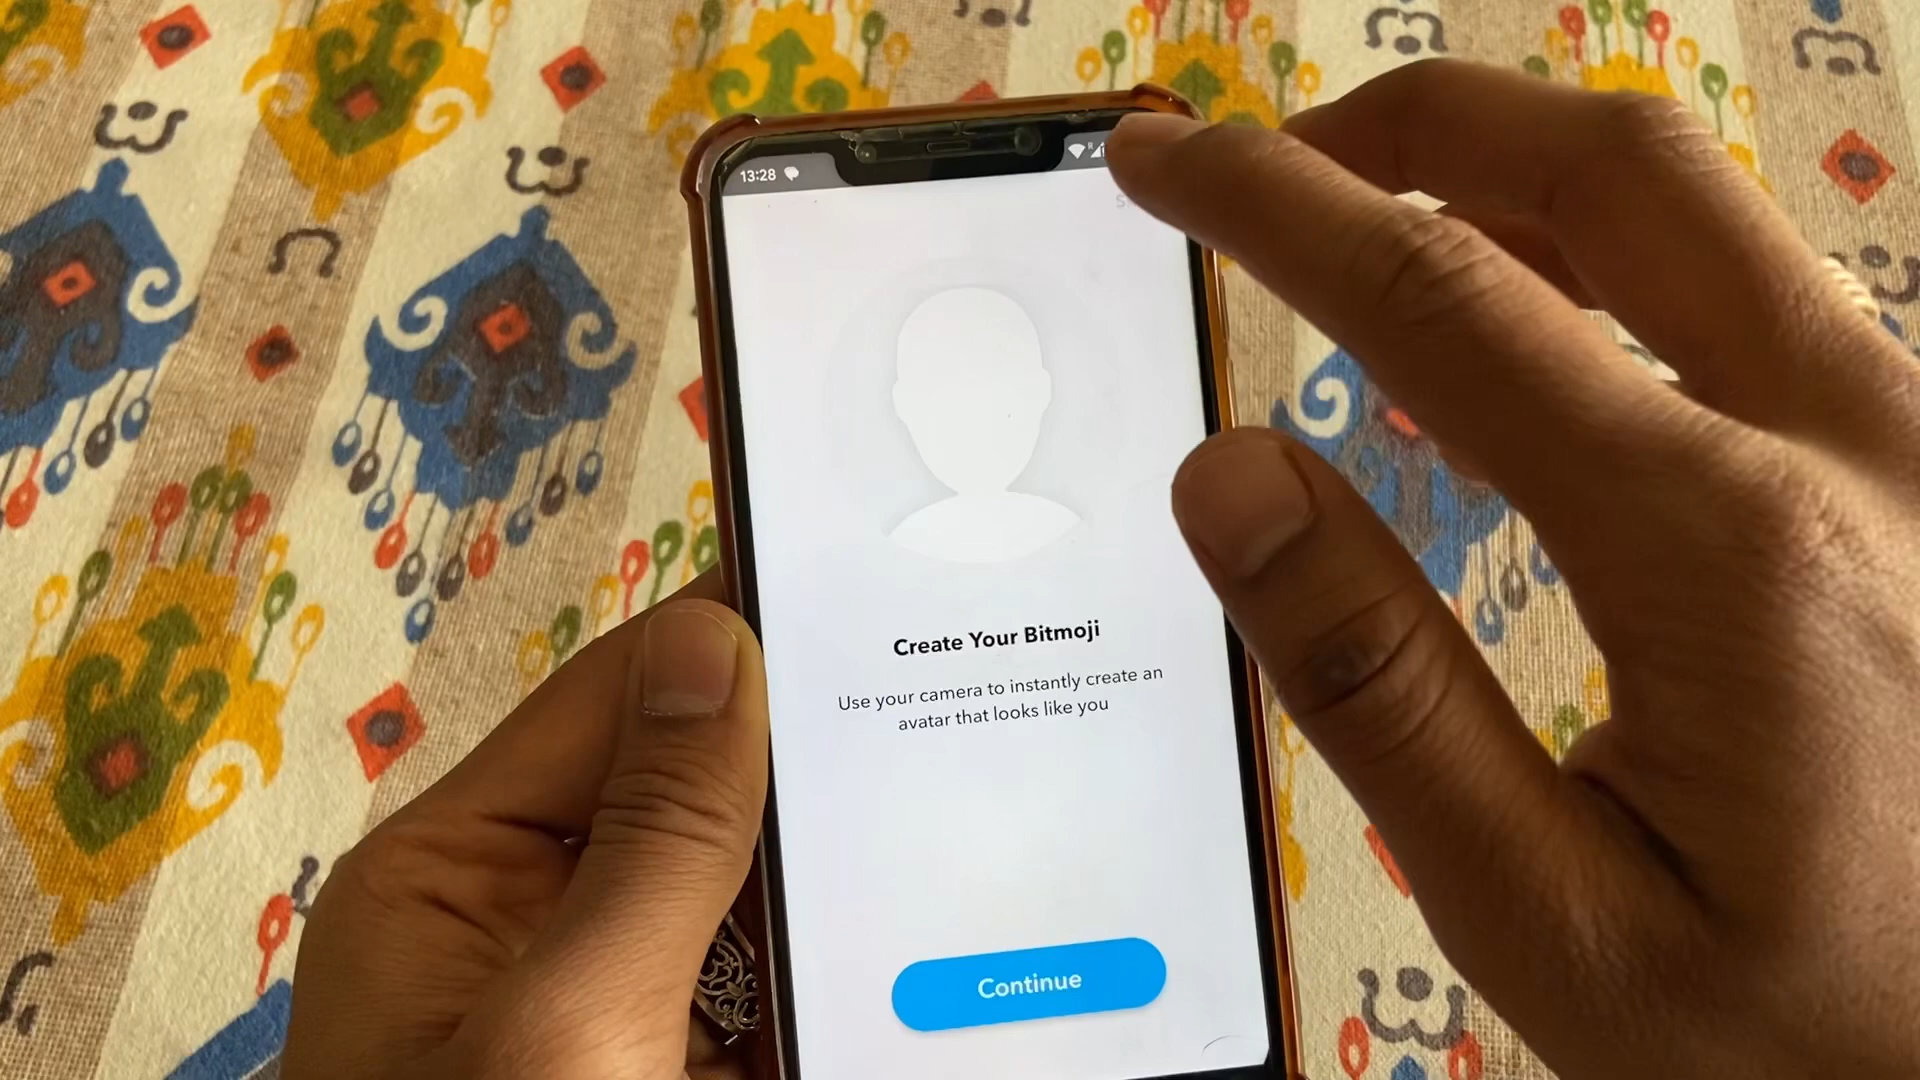 13:28
R
Create Your Bitmoji
Use your camera to instantly create an
avatar that looks like you
Continue